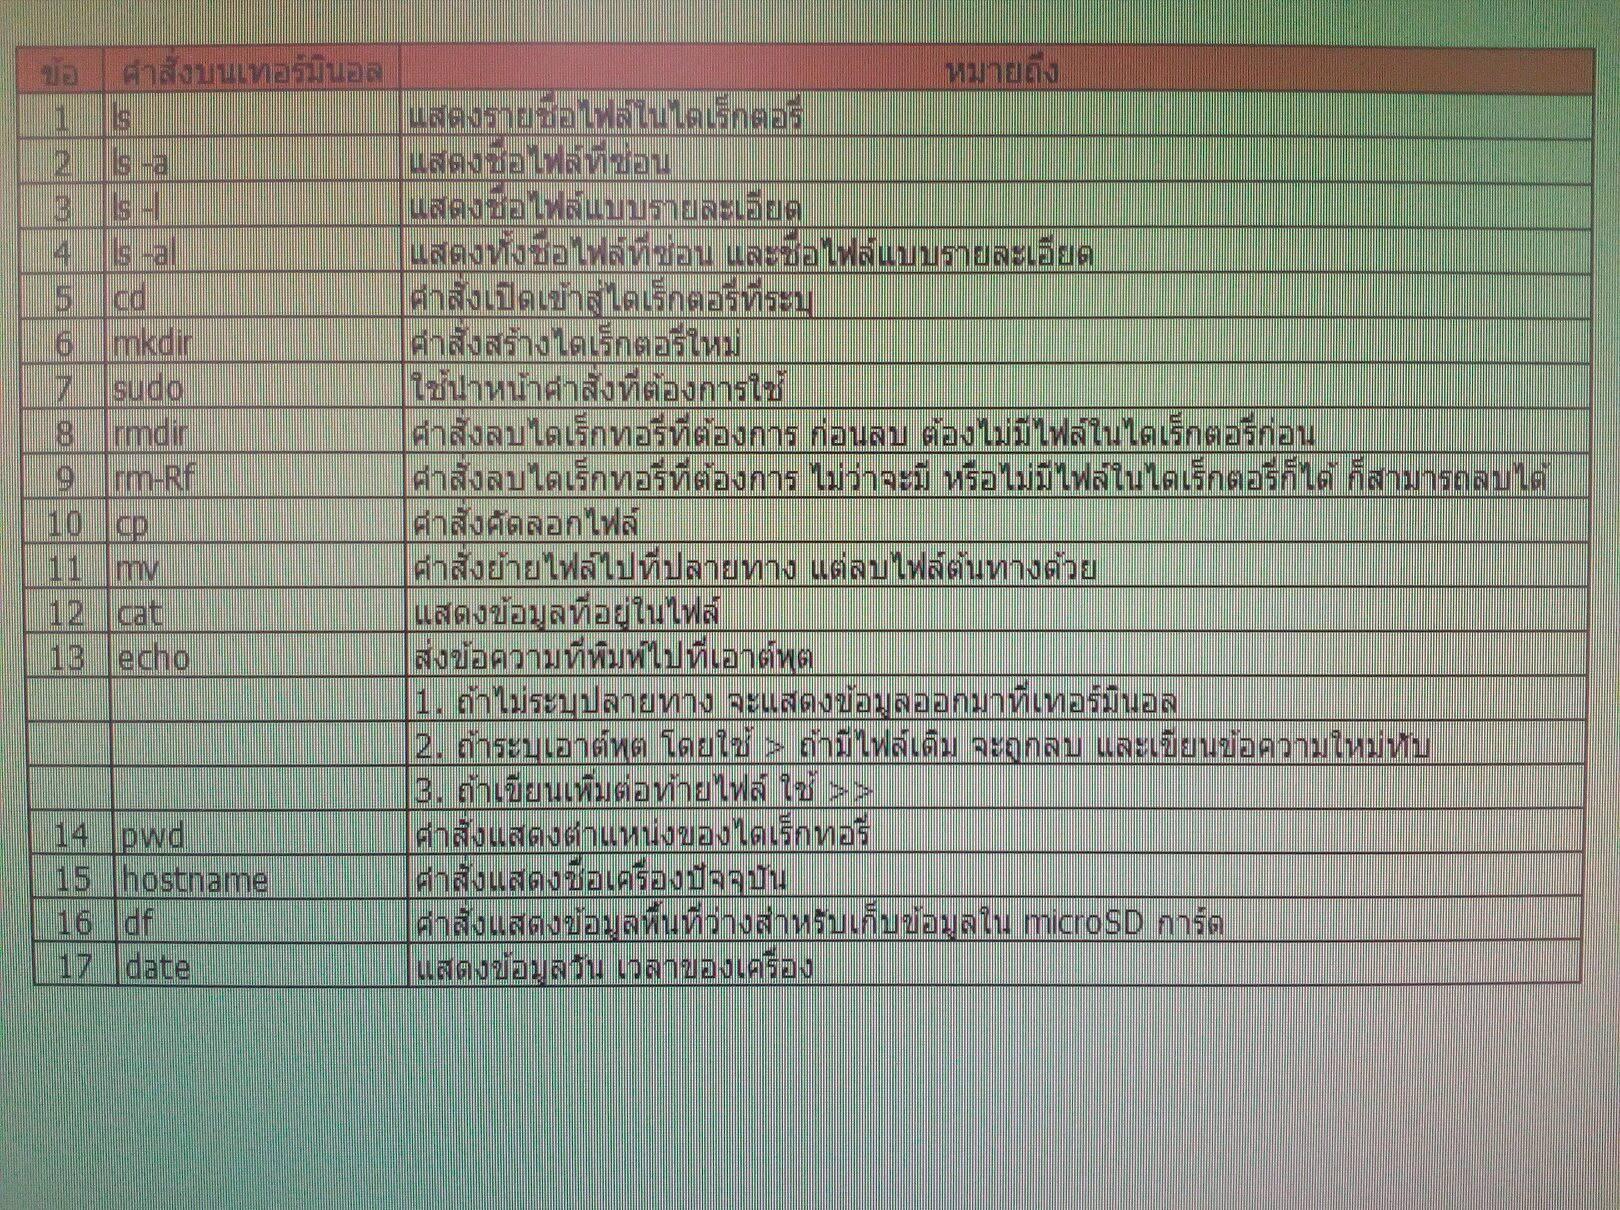 ข้อ คำสั่งบนเทอร์มินอล หมายถึง
1 ls แสดงรายชื่อไฟล์ในไดเร็กตอรี่
2 ls -a แสดงชื่อไฟล์ที่ซ่อน
3 ls -l แสดงชื่อไฟล์แบบรายละเอียด
4 ls -al แสดงทั้งชื่อไฟล์ที่ซ่อน และชื่อไฟล์แบบรายละเอียด
5 cd คำสั่งเปิดเข้าสู่ไดเร็กตอรี่ที่ระบุ
6 mkdir คำสั่งสร้างไดเร็กตอรี่ใหม่
7 sudo ใช้นำหน้าคำสั่งที่ต้องการใช้
8 rmdir คำสั่งลบไดเร็กทอรี่ที่ต้องการ ก่อนลบ ต้องไม่มีไฟล์ในไดเร็กตอรี่ก่อน
9 rm-Rf คำสั่งลบไดเร็กทอรี่ที่ต้องการ ไม่ว่าจะมี หรือไม่มีไฟล์ในไดเร็กตอรี่ก็ได้ ก็สามารถลบได้
10 cp คำสั่งคัดลอกไฟล์
11 mv คำสั่งย้ายไฟล์ไปที่ปลายทาง แต่ลบไฟล์ต้นทางด้วย
12 cat แสดงข้อมูลที่อยู่ในไฟล์
13 echo ส่งข้อความที่พิมพ์ไปที่เอาต์พุต
1. ถ้าไม่ระบุปลายทาง จะแสดงข้อมูลออกมาที่เทอร์มินอล
2. ถ้าระบุเอาต์พุต โดยใช้ > ถ้ามีไฟล์เดิม จะถูกลบ และเขียนข้อความใหม่ทับ
3. ถ้าเขียนเพิ่มต่อท้ายไฟล์ ใช้ >>
14 pwd คำสั่งแสดงตำแหน่งของไดเร็กทอรี่
15 hostname คำสั่งแสดงชื่อเครื่องปัจจุบัน
16 df คำสั่งแสดงข้อมูลพื้นที่ว่างสำหรับเก็บข้อมูลใน microSD การ์ด
17 date แสดงข้อมูลวัน เวลาของเครื่อง